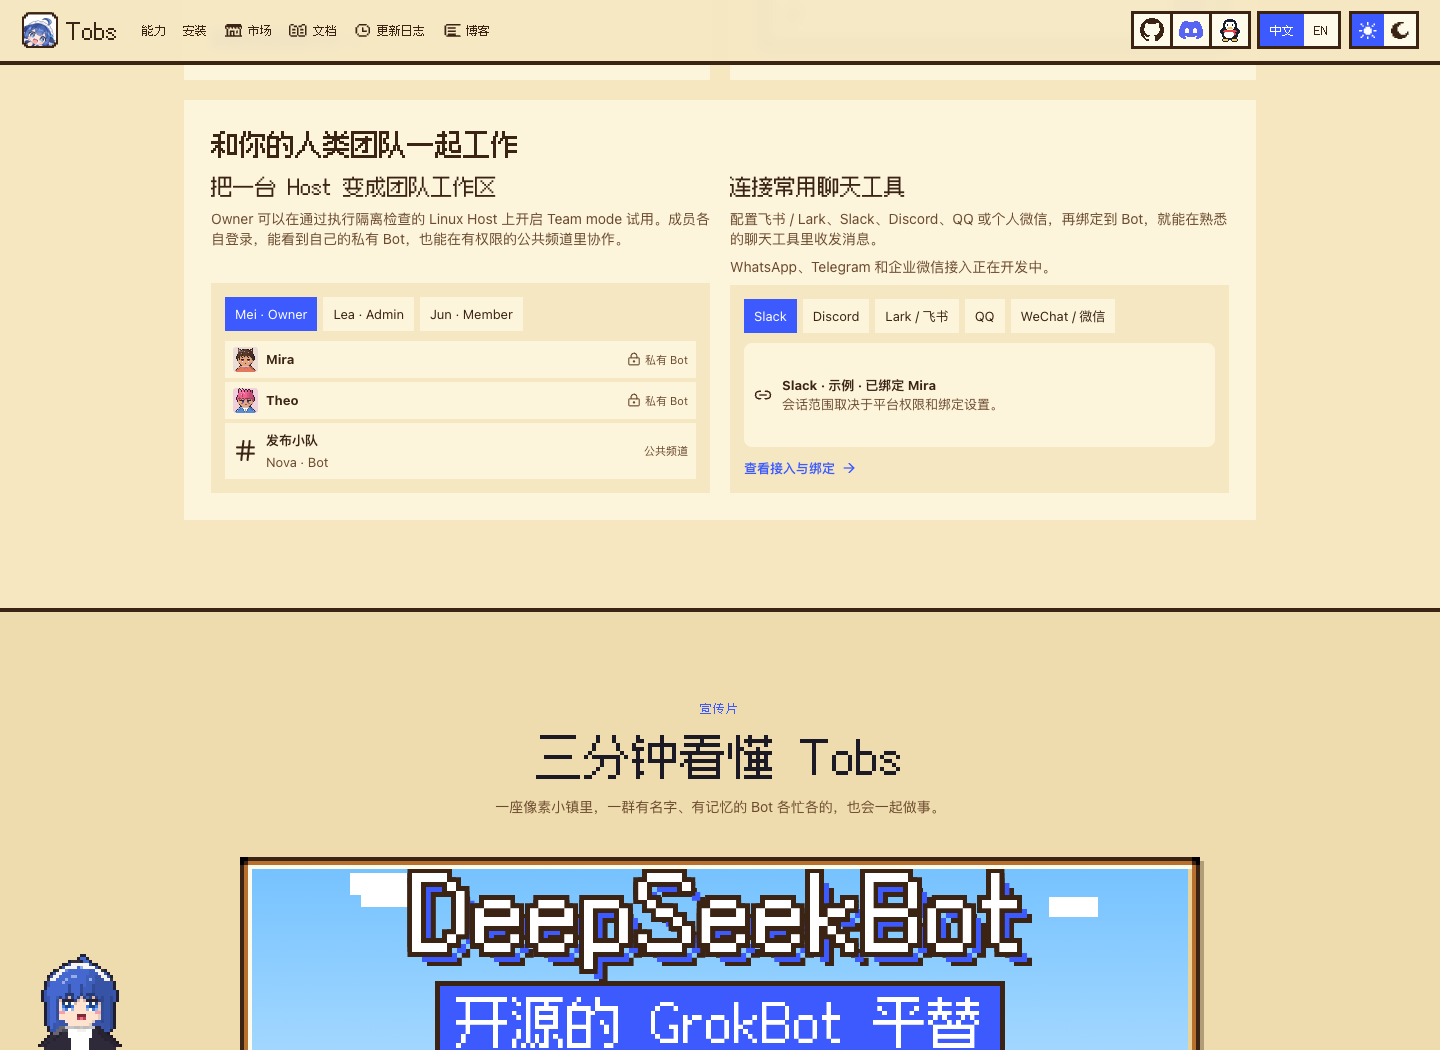 Tobs
能力
安装
市场
文档
更新日志
博客
中文
EN
和你的人类团队一起工作
把一台 Host 变成团队工作区
Owner 可以在通过执行隔离检查的 Linux Host 上开启 Team mode 试用。成员各
自登录，能看到自己的私有 Bot，也能在有权限的公共频道里协作。
Mei · Owner
Lea · Admin
Jun · Member
Mira
私有 Bot
Theo
私有 Bot
发布小队
Nova · Bot
公共频道
连接常用聊天工具
配置飞书 / Lark、Slack、Discord、QQ 或个人微信，再绑定到 Bot，就能在熟悉
的聊天工具里收发消息。
WhatsApp、Telegram 和企业微信接入正在开发中。
Slack
Discord
Lark / 飞书
QQ
WeChat / 微信
Slack · 示例 · 已绑定 Mira
会话范围取决于平台权限和绑定设置。
查看接入与绑定 →
宣传片
三分钟看懂 Tobs
一座像素小镇里，一群有名字、有记忆的 Bot 各忙各的，也会一起做事。
DeepSeekBot
开源的 GrokBot 平替